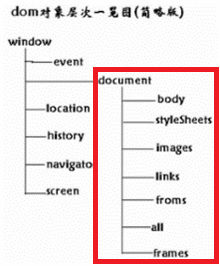 dom对象层次一览图(简略版)
window
event
document
body
location
styleSheets
history
images
navigato
links
screen
froms
all
frames